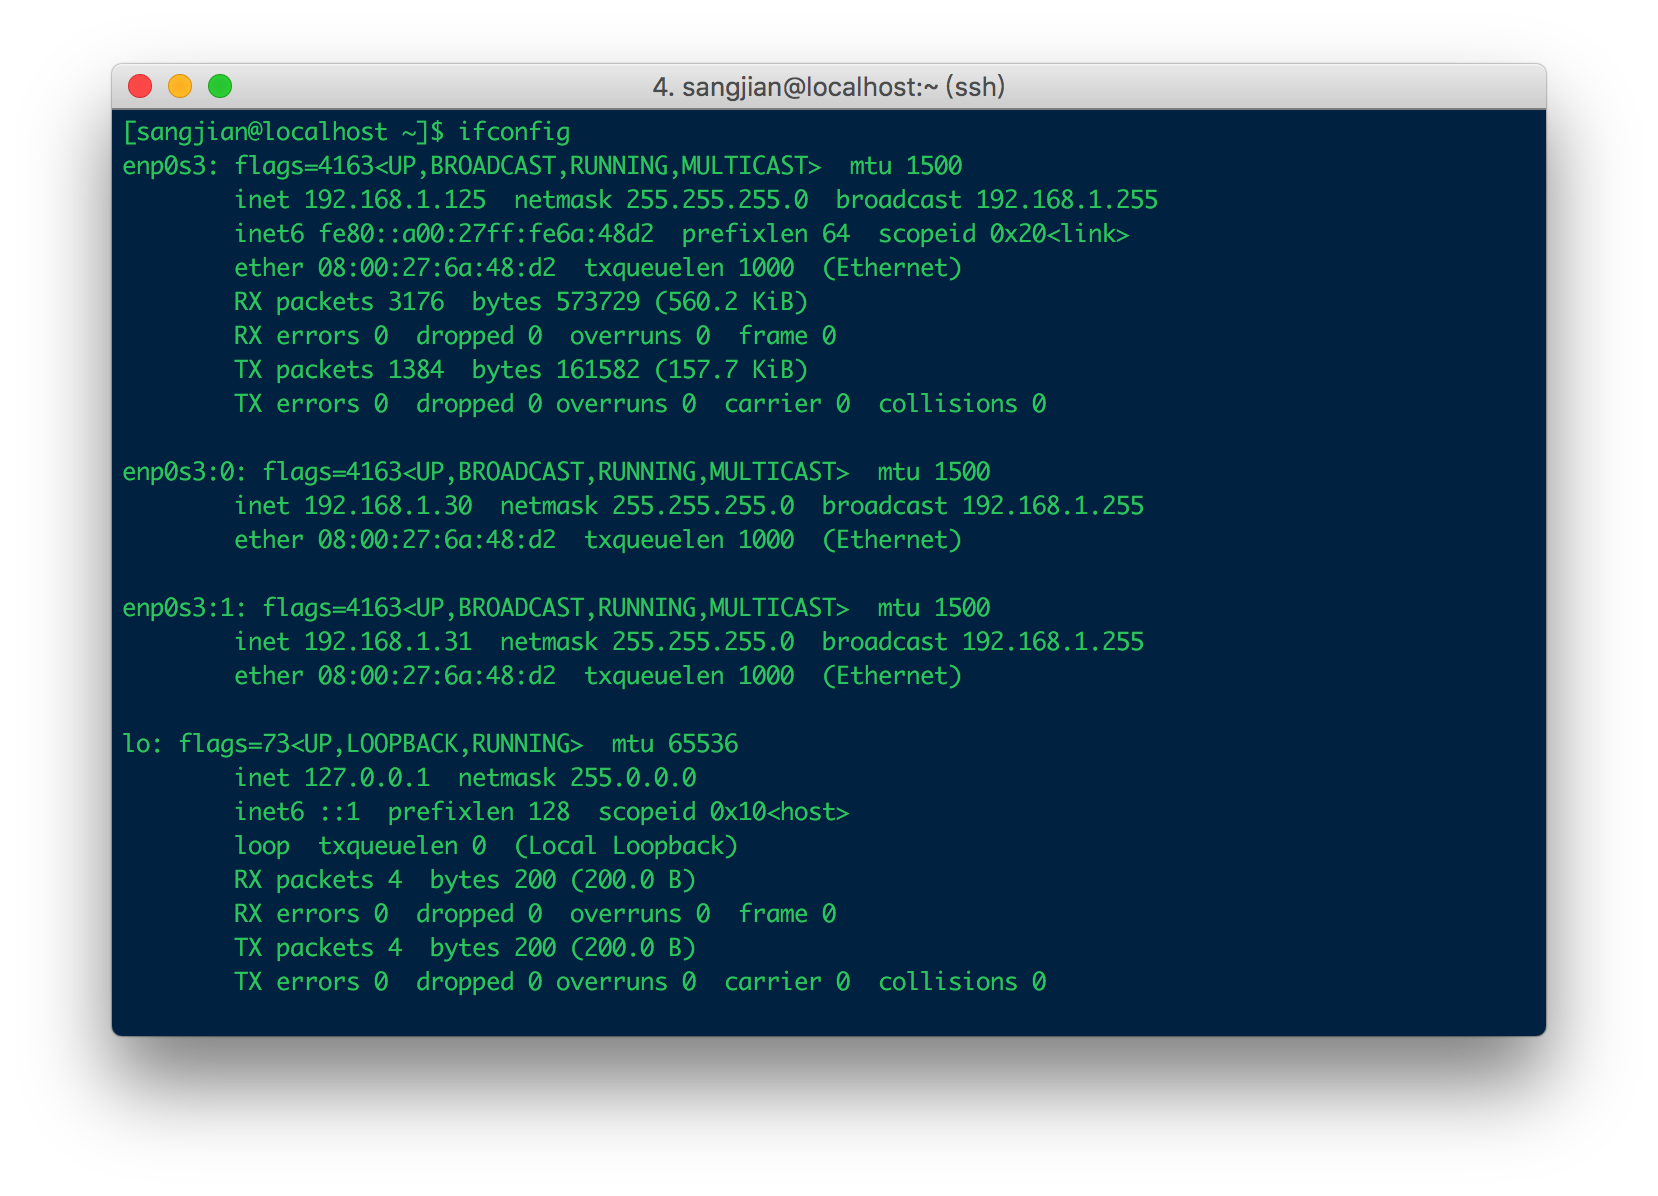 4. sangjian@localhost:~ (ssh)
[sangjian@localhost ~]$ ifconfig
enp0s3: flags=4163<UP,BROADCAST,RUNNING,MULTICAST>  mtu 1500
        inet 192.168.1.125  netmask 255.255.255.0  broadcast 192.168.1.255
        inet6 fe80::a00:27ff:fe6a:48d2  prefixlen 64  scopeid 0x20<link>
        ether 08:00:27:6a:48:d2  txqueuelen 1000  (Ethernet)
        RX packets 3176  bytes 573729 (560.2 KiB)
        RX errors 0  dropped 0  overruns 0  frame 0
        TX packets 1384  bytes 161582 (157.7 KiB)
        TX errors 0  dropped 0 overruns 0  carrier 0  collisions 0

enp0s3:0: flags=4163<UP,BROADCAST,RUNNING,MULTICAST>  mtu 1500
        inet 192.168.1.30  netmask 255.255.255.0  broadcast 192.168.1.255
        ether 08:00:27:6a:48:d2  txqueuelen 1000  (Ethernet)

enp0s3:1: flags=4163<UP,BROADCAST,RUNNING,MULTICAST>  mtu 1500
        inet 192.168.1.31  netmask 255.255.255.0  broadcast 192.168.1.255
        ether 08:00:27:6a:48:d2  txqueuelen 1000  (Ethernet)

lo: flags=73<UP,LOOPBACK,RUNNING>  mtu 65536
        inet 127.0.0.1  netmask 255.0.0.0
        inet6 ::1  prefixlen 128  scopeid 0x10<host>
        loop  txqueuelen 0  (Local Loopback)
        RX packets 4  bytes 200 (200.0 B)
        RX errors 0  dropped 0  overruns 0  frame 0
        TX packets 4  bytes 200 (200.0 B)
        TX errors 0  dropped 0 overruns 0  carrier 0  collisions 0